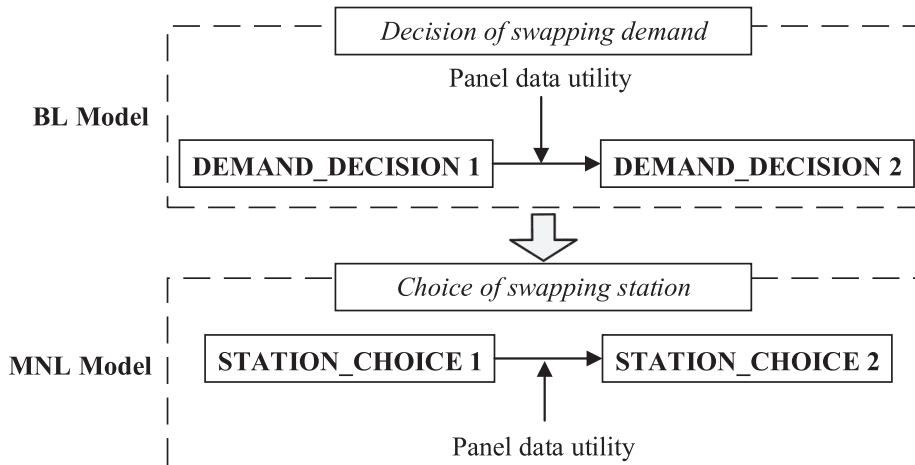 Decision of swapping demand
Panel data utility
BL Model
DEMAND_DECISION 1
DEMAND_DECISION 2
Choice of swapping station
MNL Model
STATION_CHOICE 1
STATION_CHOICE 2
Panel data utility